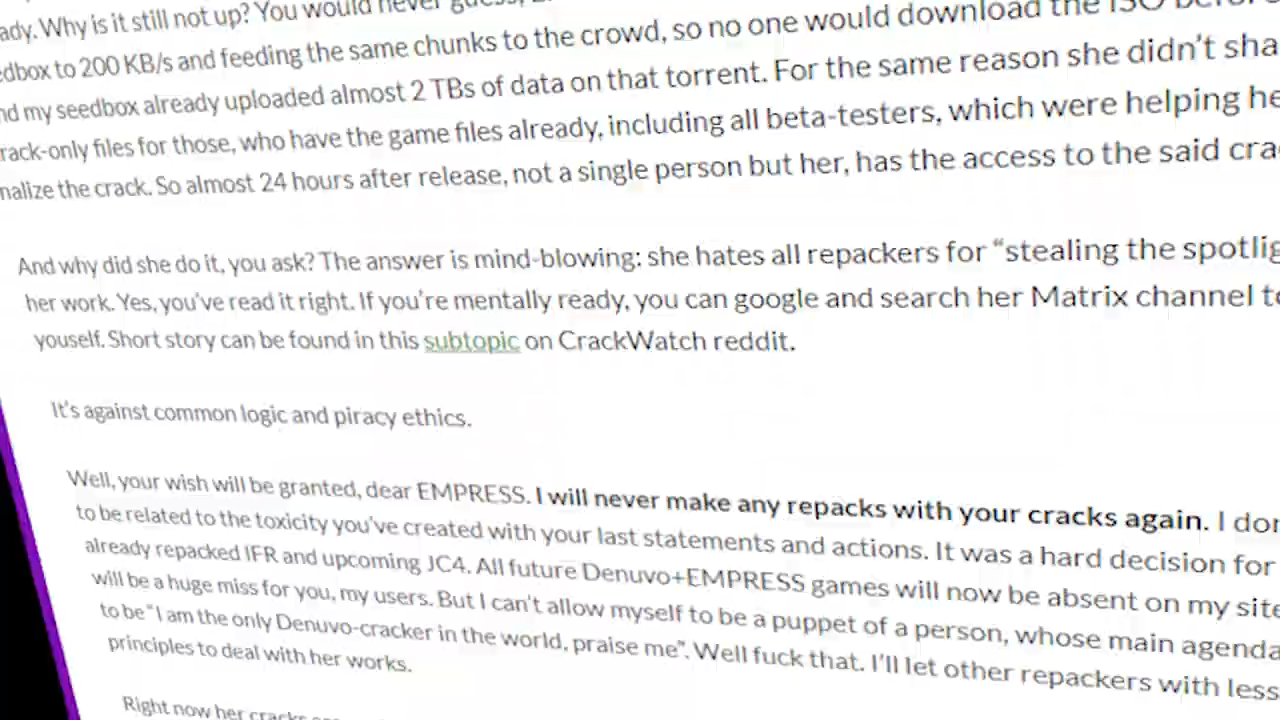 ady. Why is it still not up? You would never
edbox to 200 KB/s and feeding the same chunks to the crowd, so no one would download the ISO
nd my seedbox already uploaded almost 2 TBs of data on that torrent. For the same reason she didn't sha
rack-only files for those, who have the game files already, including all beta-testers, which were helping he
nalize the crack. So almost 24 hours after release, not a single person but her, has the access to the said cra
And why did she do it, you ask? The answer is mind-blowing: she hates all repackers for “stealing the spotlig
her work. Yes, you've read it right. If you're mentally ready, you can google and search her Matrix channel to
youself. Short story can be found in this subtopic on CrackWatch reddit.
It's against common logic and piracy ethics.
Well, your wish will be granted, dear EMPRESS. I will never make any repacks with your cracks again. I don
to be related to the toxicity you've created with your last statements and actions. It was a hard decision for
already repacked IFR and upcoming JC4. All future Denuvo+EMPRESS games will now be absent on my site
will be a huge miss for you, my users. But I can't allow myself to be a puppet of a person, whose main agenda
to be “I am the only Denuvo-cracker in the world, praise me”. Well fuck that. I'll let other repackers with less
principles to deal with her works.
Right now her cracks